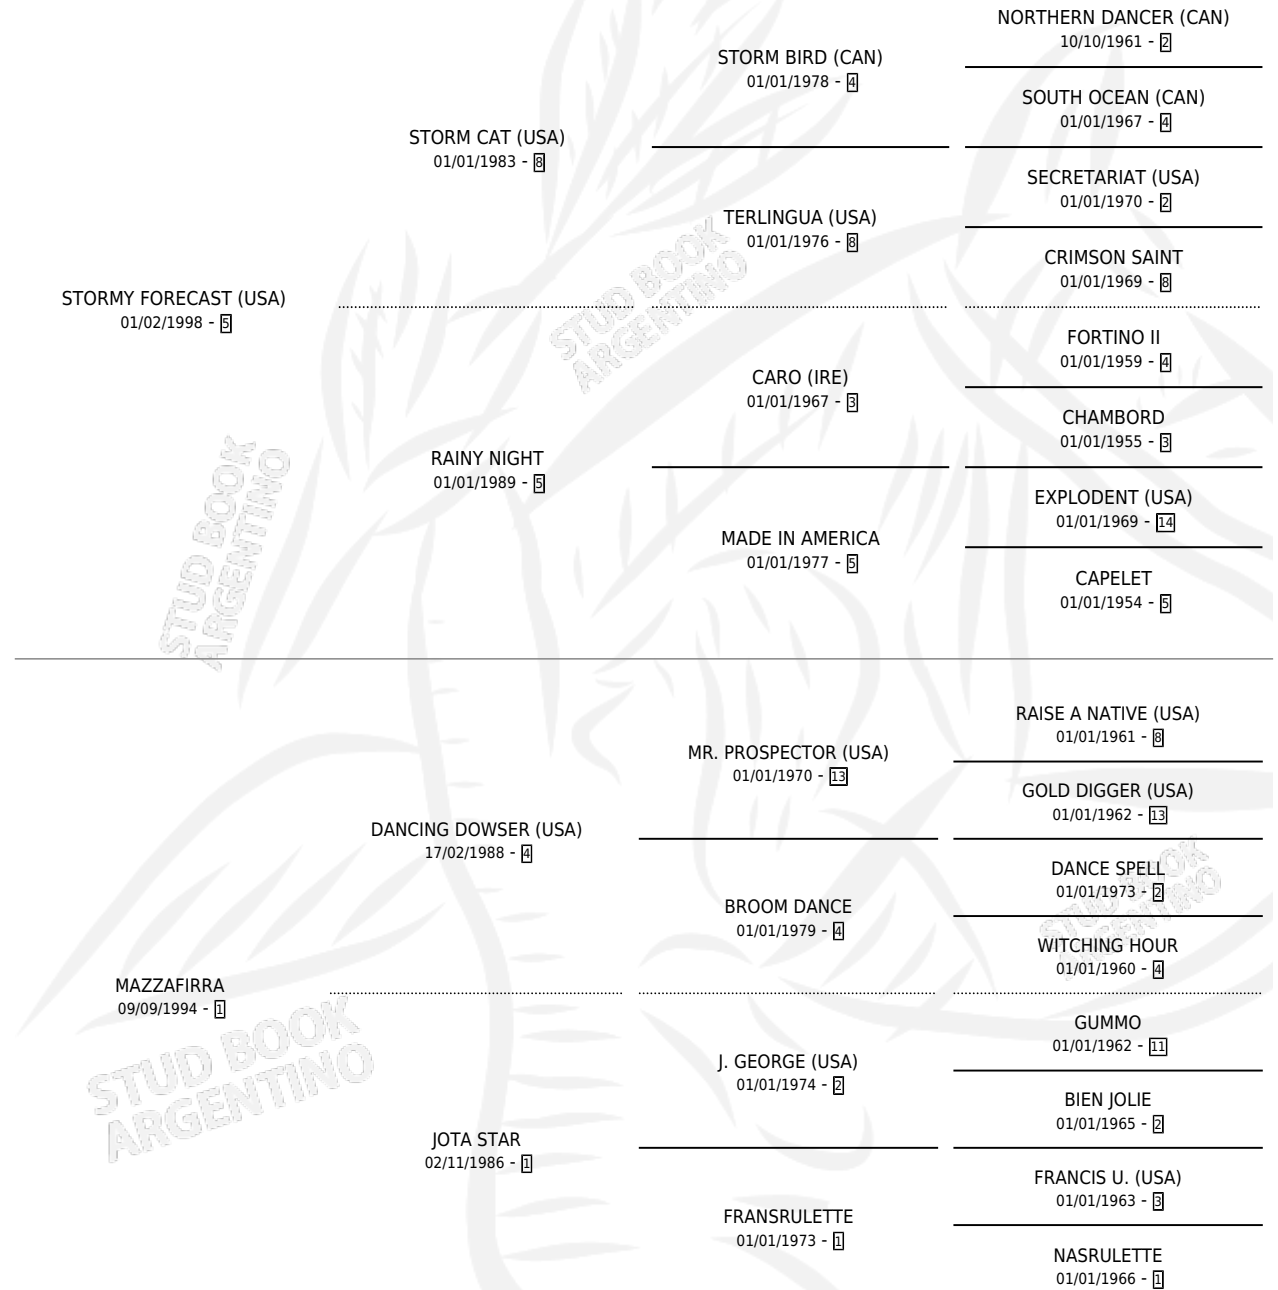 NORTHERN DANCER (CAN)
10/10/1961 - 2
STORM BIRD (CAN)
01/01/1978 - 4
SOUTH OCEAN (CAN)
01/01/1967 - 4
STORM CAT (USA)
01/01/1983 - 8
SECRETARIAT (USA)
01/01/1970 - 2
TERLINGUA (USA)
01/01/1976 - 8
CRIMSON SAINT
01/01/1969 - 8
STORMY FORECAST (USA)
01/02/1998 - 5
FORTINO II
01/01/1959 - 4
CARO (IRE)
01/01/1967 - 3
CHAMBORD
01/01/1955 - 3
RAINY NIGHT
01/01/1989 - 5
EXPLODENT (USA)
01/01/1969 - 14
MADE IN AMERICA
01/01/1977 - 5
CAPELET
01/01/1954 - 5
STUD BOOK
ARGENTINO
STUD BOOK
ARGENTINO
RAISE A NATIVE (USA)
01/01/1961 - 8
MR. PROSPECTOR (USA)
01/01/1970 - 13
GOLD DIGGER (USA)
01/01/1962 - 13
DANCING DOWSER (USA)
17/02/1988 - 4
DANCE SPELL
01/01/1973 - 2
BROOM DANCE
01/01/1979 - 4
WITCHING HOUR
01/01/1960 - 4
STUD BOOK
ARGENTINO
MAZZAFIRRA
09/09/1994 - 1
GUMMO
01/01/1962 - 11
J. GEORGE (USA)
01/01/1974 - 2
BIEN JOLIE
01/01/1965 - 2
STUD BOOK
ARGENTINO
JOTA STAR
02/11/1986 - 1
FRANCIS U. (USA)
01/01/1963 - 3
FRANSRULETTE
01/01/1973 - 1
NASRULETTE
01/01/1966 - 1